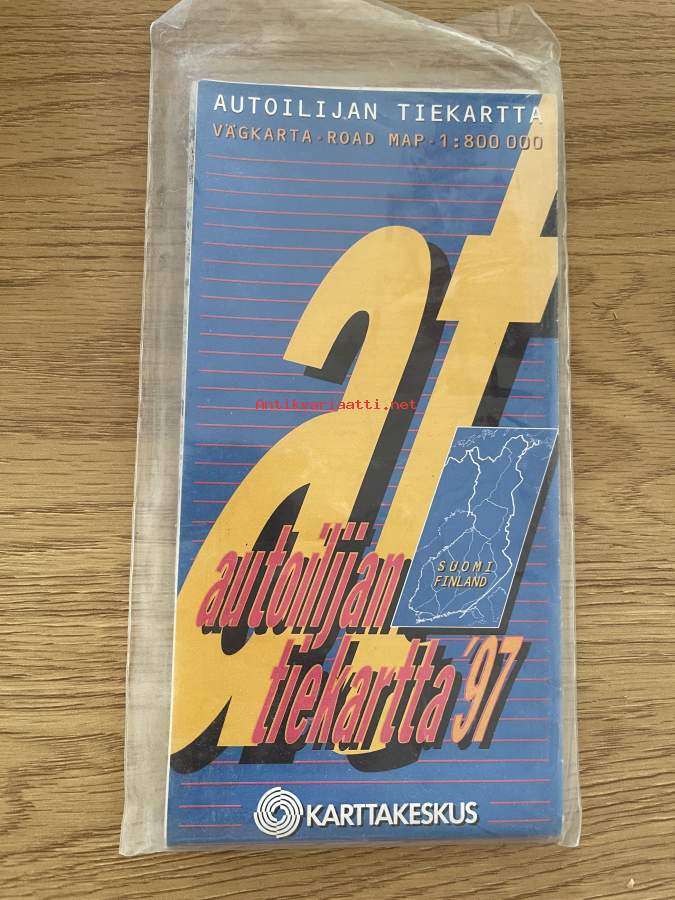 AUTOILIJAN TIEKARTTA
VÄGKARTA·ROAD MAP·1:800 000
at
Antikvariaatti.net
SUOMI
FINLAND
autoilijan
tiekartta '97
KARTTAKESKUS